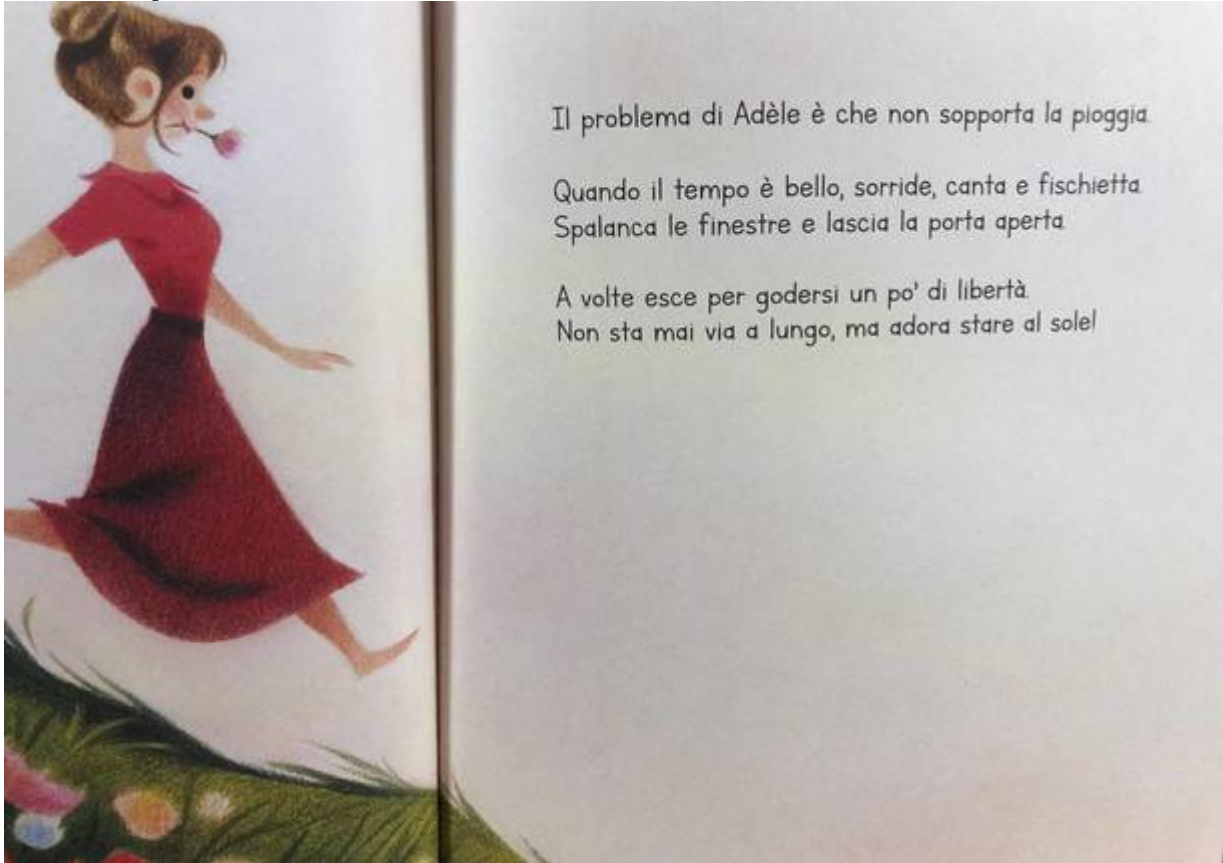 Il problema di Adèle è che non sopporta la pioggia.
Quando il tempo è bello, sorride, canta e fischietta.
Spalanca le finestre e lascia la porta aperta.
A volte esce per godersi un po' di libertà.
Non sta mai via a lungo, ma adora stare al sole!